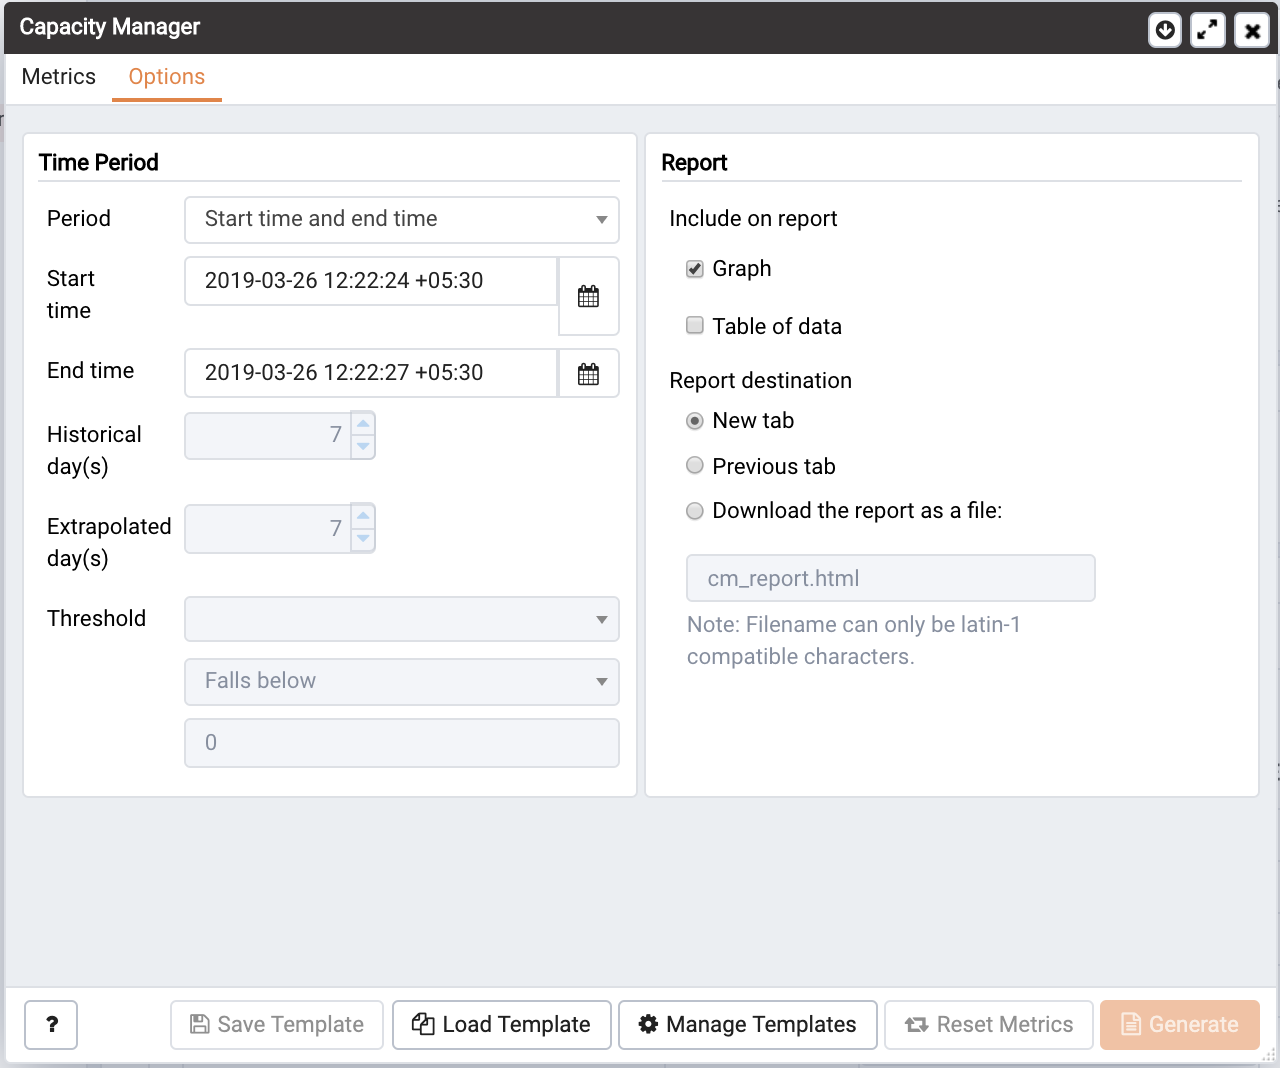 Capacity Manager
Metrics Options
Time Period
Period Start time and end time
Start time 2019-03-26 12:22:24 +05:30
End time 2019-03-26 12:22:27 +05:30
Historical day(s) 7
Extrapolated day(s) 7
Threshold
Falls below
0
Report
Include on report
Graph
Table of data
Report destination
New tab
Previous tab
Download the report as a file:
cm_report.html
Note: Filename can only be latin-1
compatible characters.
? Save Template Load Template Manage Templates Reset Metrics Generate